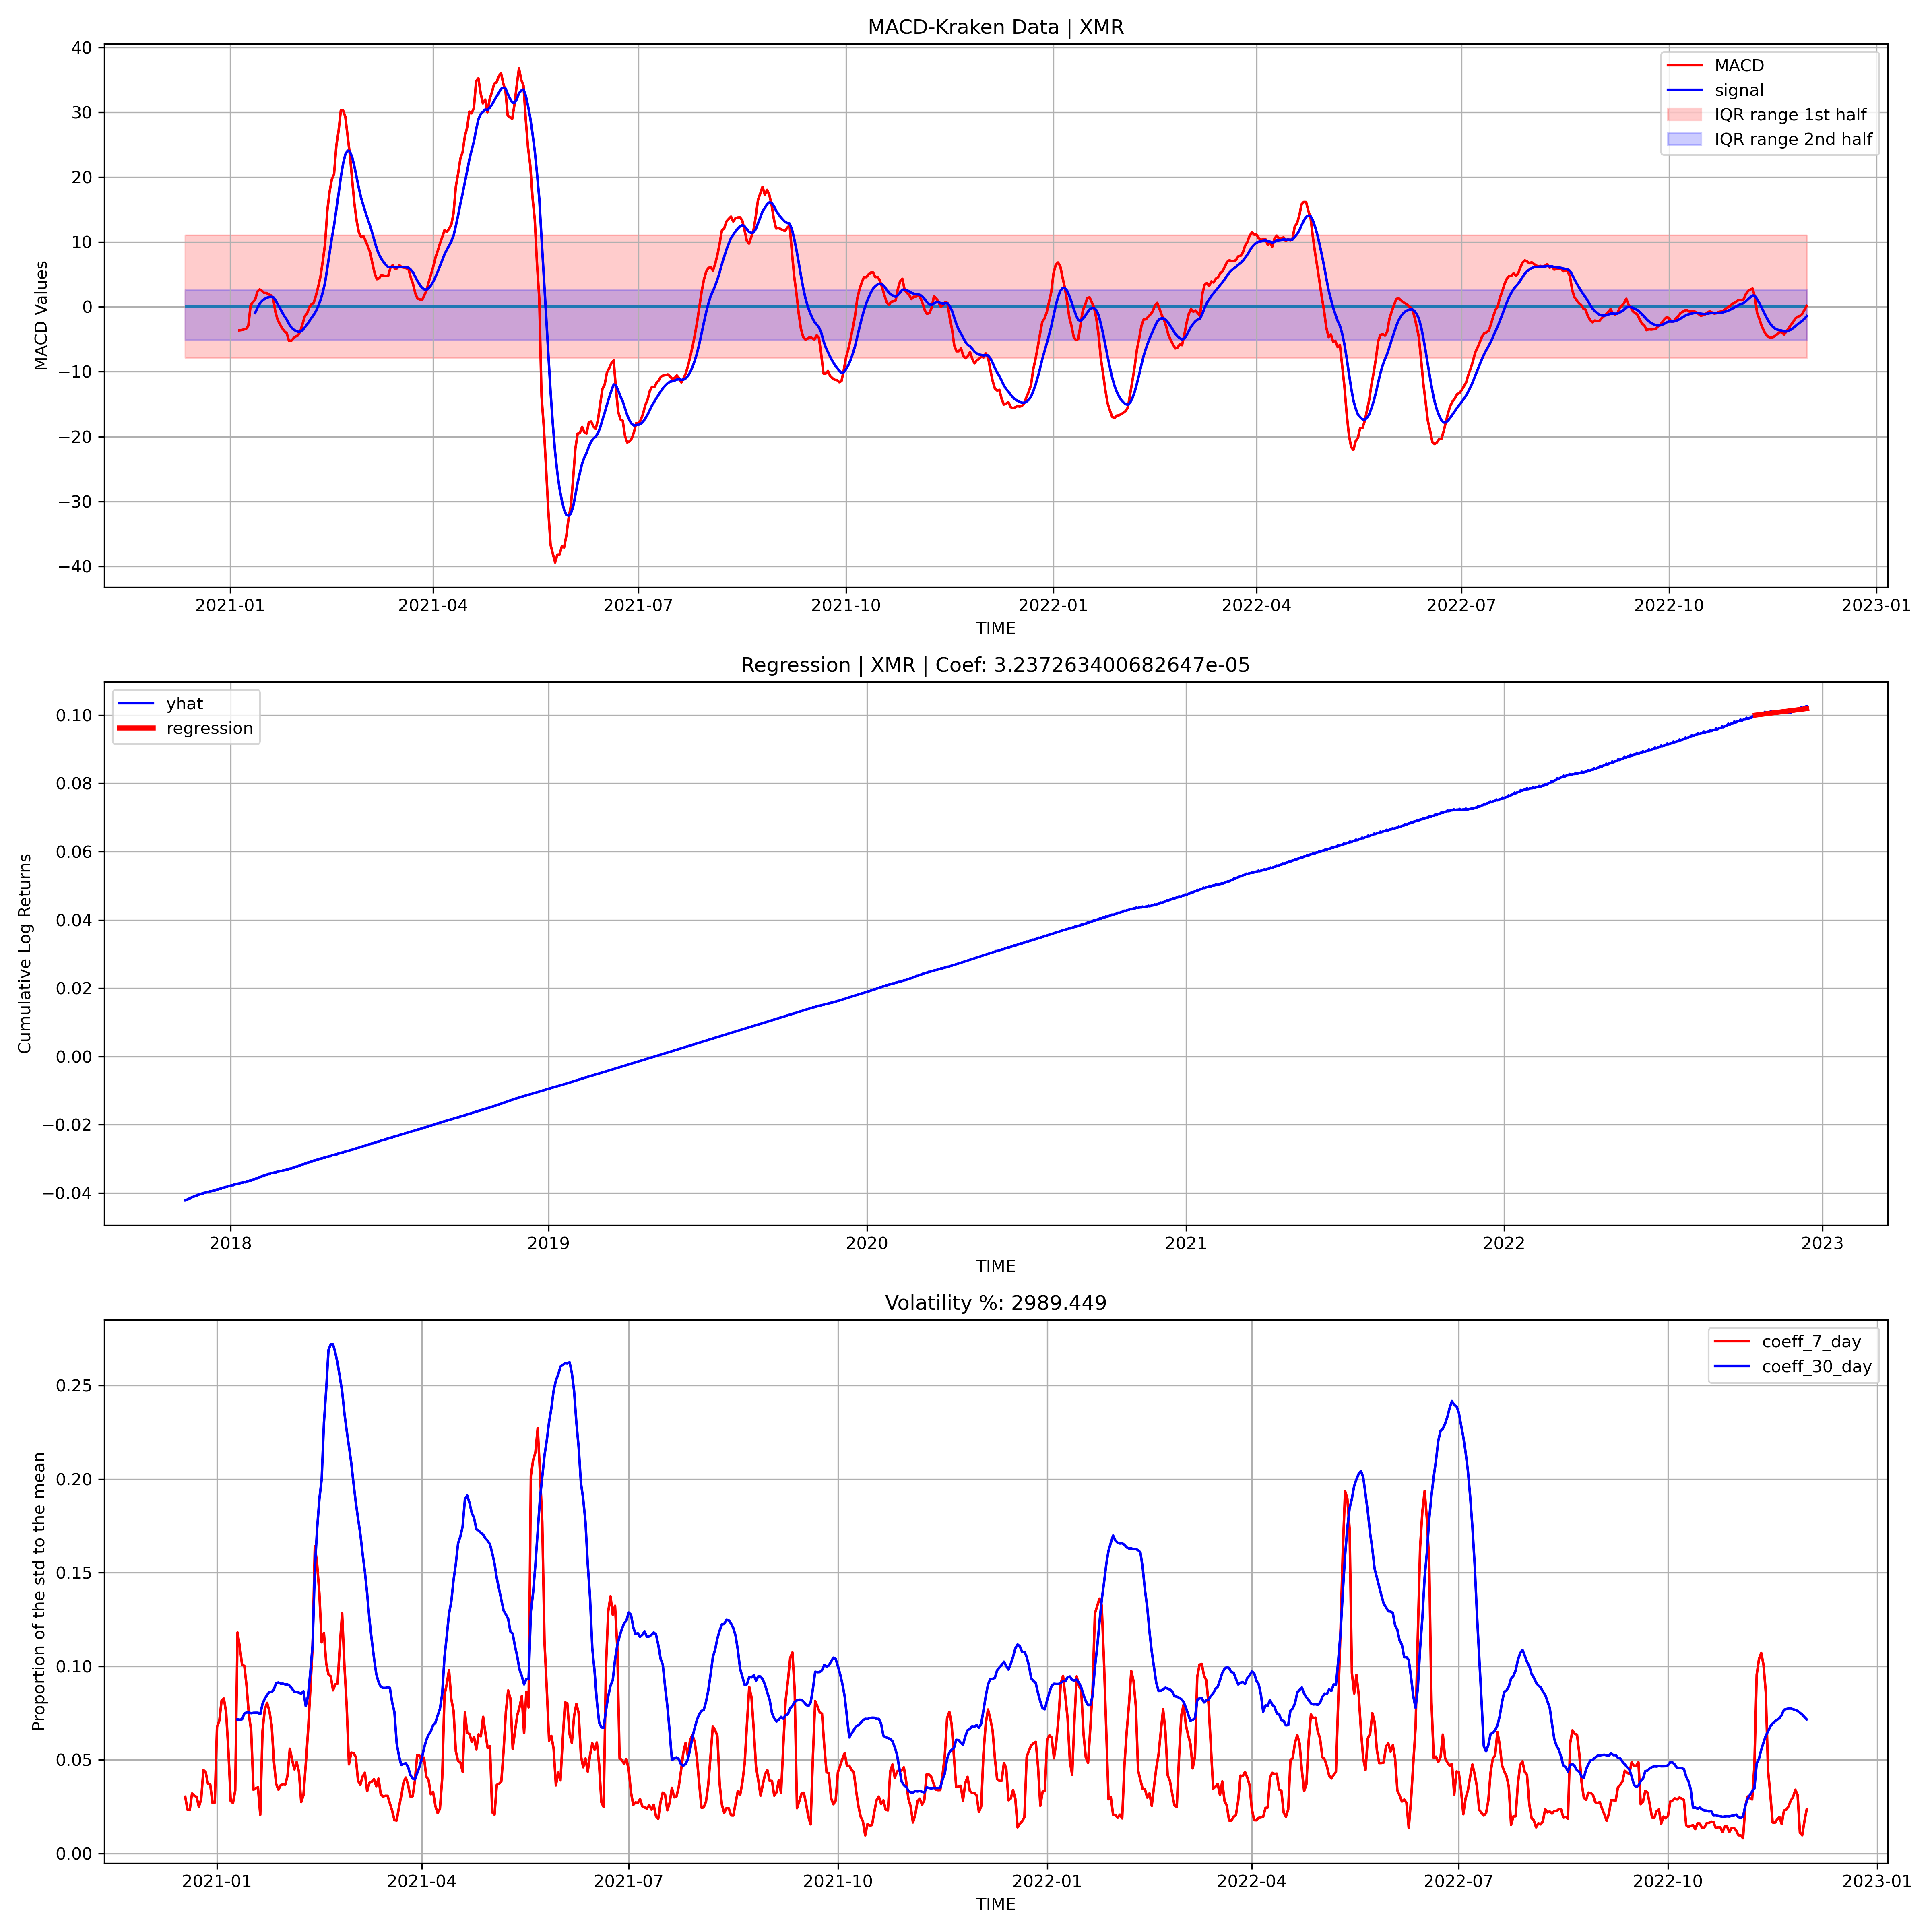 MACD-Kraken Data | XMR
MACD
signal
IQR range 1st half
IQR range 2nd half
MACD Values
40
30
20
10
0
−10
−20
−30
−40
2021-01 2021-04 2021-07 2021-10 2022-01 2022-04 2022-07 2022-10 2023-01
TIME
Regression | XMR | Coef: 3.237263400682647e-05
yhat
regression
Cumulative Log Returns
0.10
0.08
0.06
0.04
0.02
0.00
−0.02
−0.04
2018 2019 2020 2021 2022 2023
TIME
Volatility %: 2989.449
coeff_7_day
coeff_30_day
Proportion of the std to the mean
0.25
0.20
0.15
0.10
0.05
0.00
2021-01 2021-04 2021-07 2021-10 2022-01 2022-04 2022-07 2022-10 2023-01
TIME